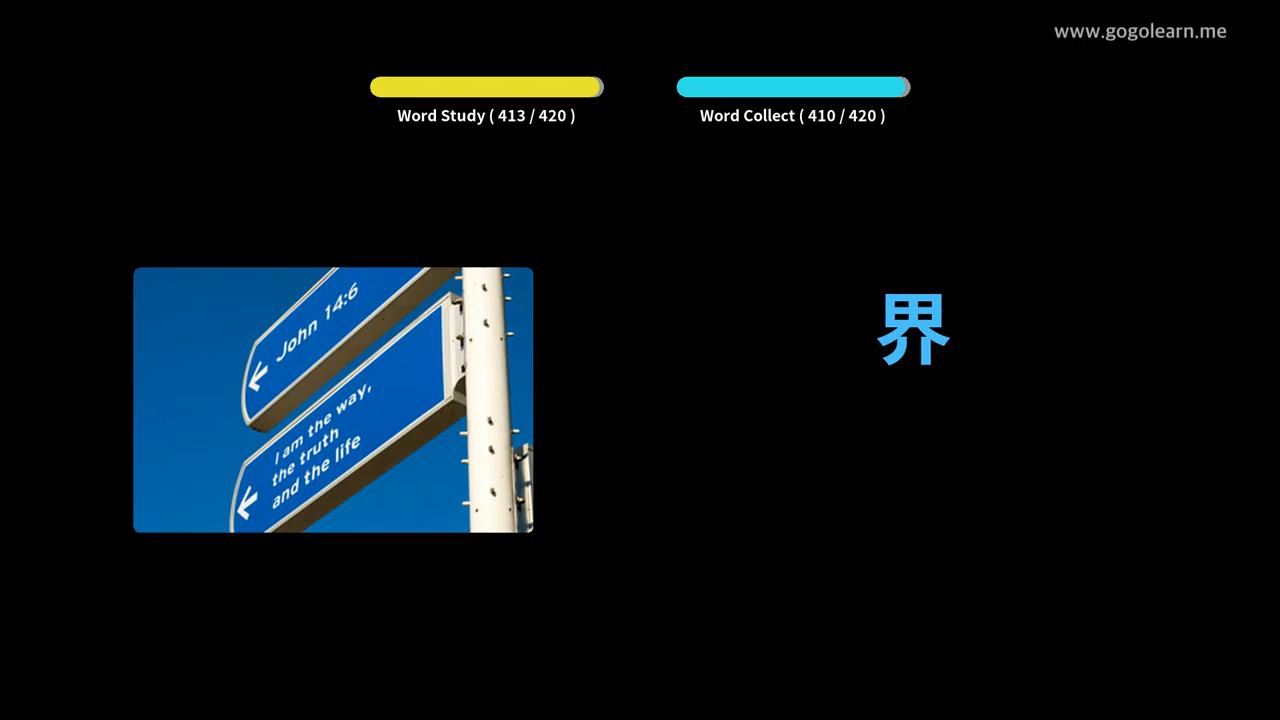 www.gogolearn.me
Word Study ( 413 / 420 )
Word Collect ( 410 / 420 )
John 14:6
I am the way,
the truth
and the life
界